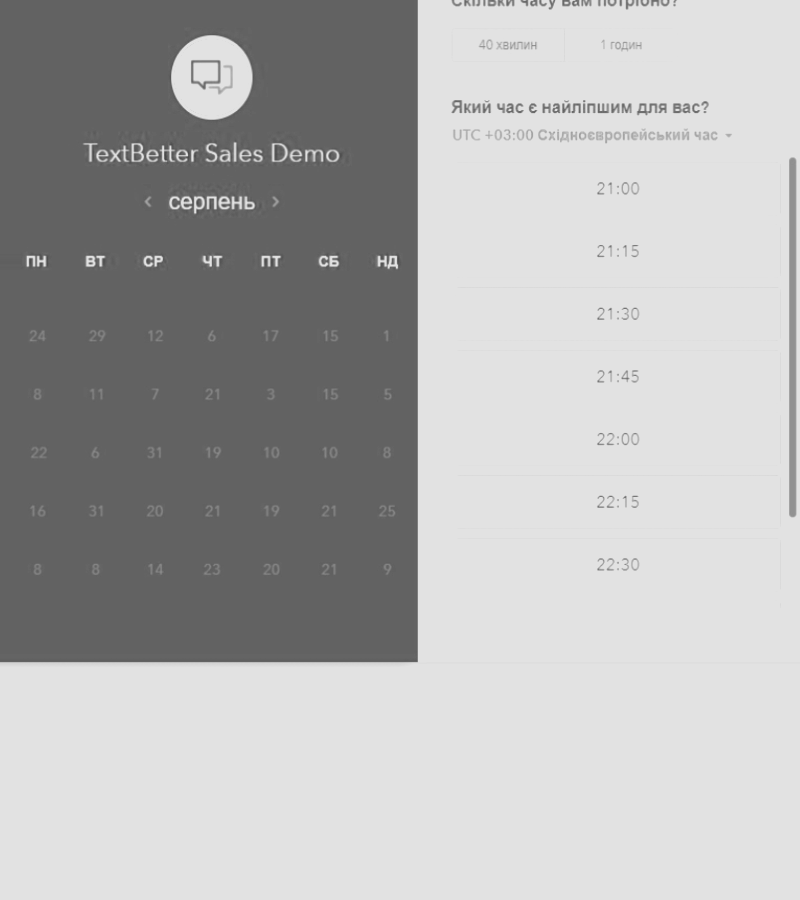 TextBetter Sales Demo
серпень
ПН ВТ СР ЧТ ПТ СБ НД
24 29 12 6 17 15 1
8 11 7 21 3 15 5
22 6 31 19 10 10 8
16 31 20 21 19 21 25
8 8 14 23 20 21 9
Скільки часу вам потрібно?
40 хвилин 1 годин
Який час є найліпшим для вас?
UTC +03:00 Східноєвропейський час
21:00
21:15
21:30
21:45
22:00
22:15
22:30